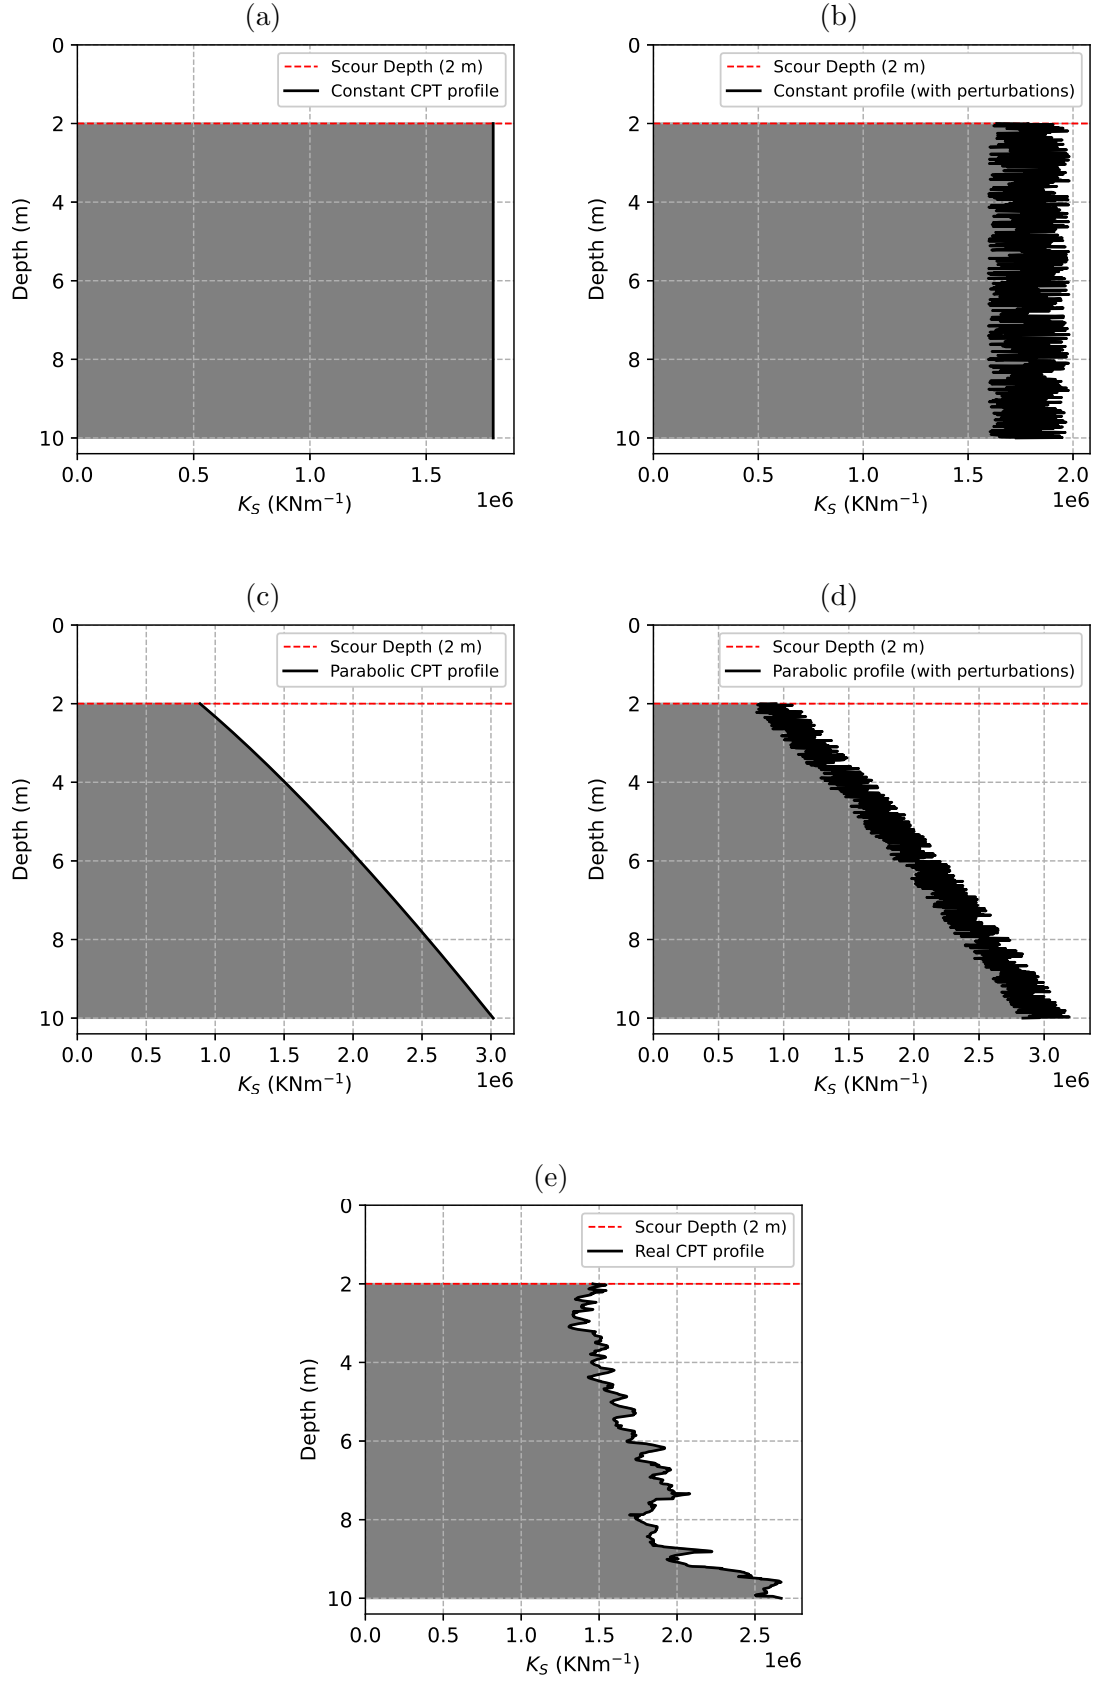 (a)
Scour Depth (2 m)
Constant CPT profile
0
2
4
6
8
10
Depth (m)
0.0 0.5 1.0 1.5
1e6
K_S (KNm⁻¹)
(b)
Scour Depth (2 m)
Constant profile (with perturbations)
0
2
4
6
8
10
Depth (m)
0.0 0.5 1.0 1.5 2.0
1e6
K_S (KNm⁻¹)
(c)
Scour Depth (2 m)
Parabolic CPT profile
0
2
4
6
8
10
Depth (m)
0.0 0.5 1.0 1.5 2.0 2.5 3.0
1e6
K_S (KNm⁻¹)
(d)
Scour Depth (2 m)
Parabolic profile (with perturbations)
0
2
4
6
8
10
Depth (m)
0.0 0.5 1.0 1.5 2.0 2.5 3.0
1e6
K_S (KNm⁻¹)
(e)
Scour Depth (2 m)
Real CPT profile
0
2
4
6
8
10
Depth (m)
0.0 0.5 1.0 1.5 2.0 2.5
1e6
K_S (KNm⁻¹)